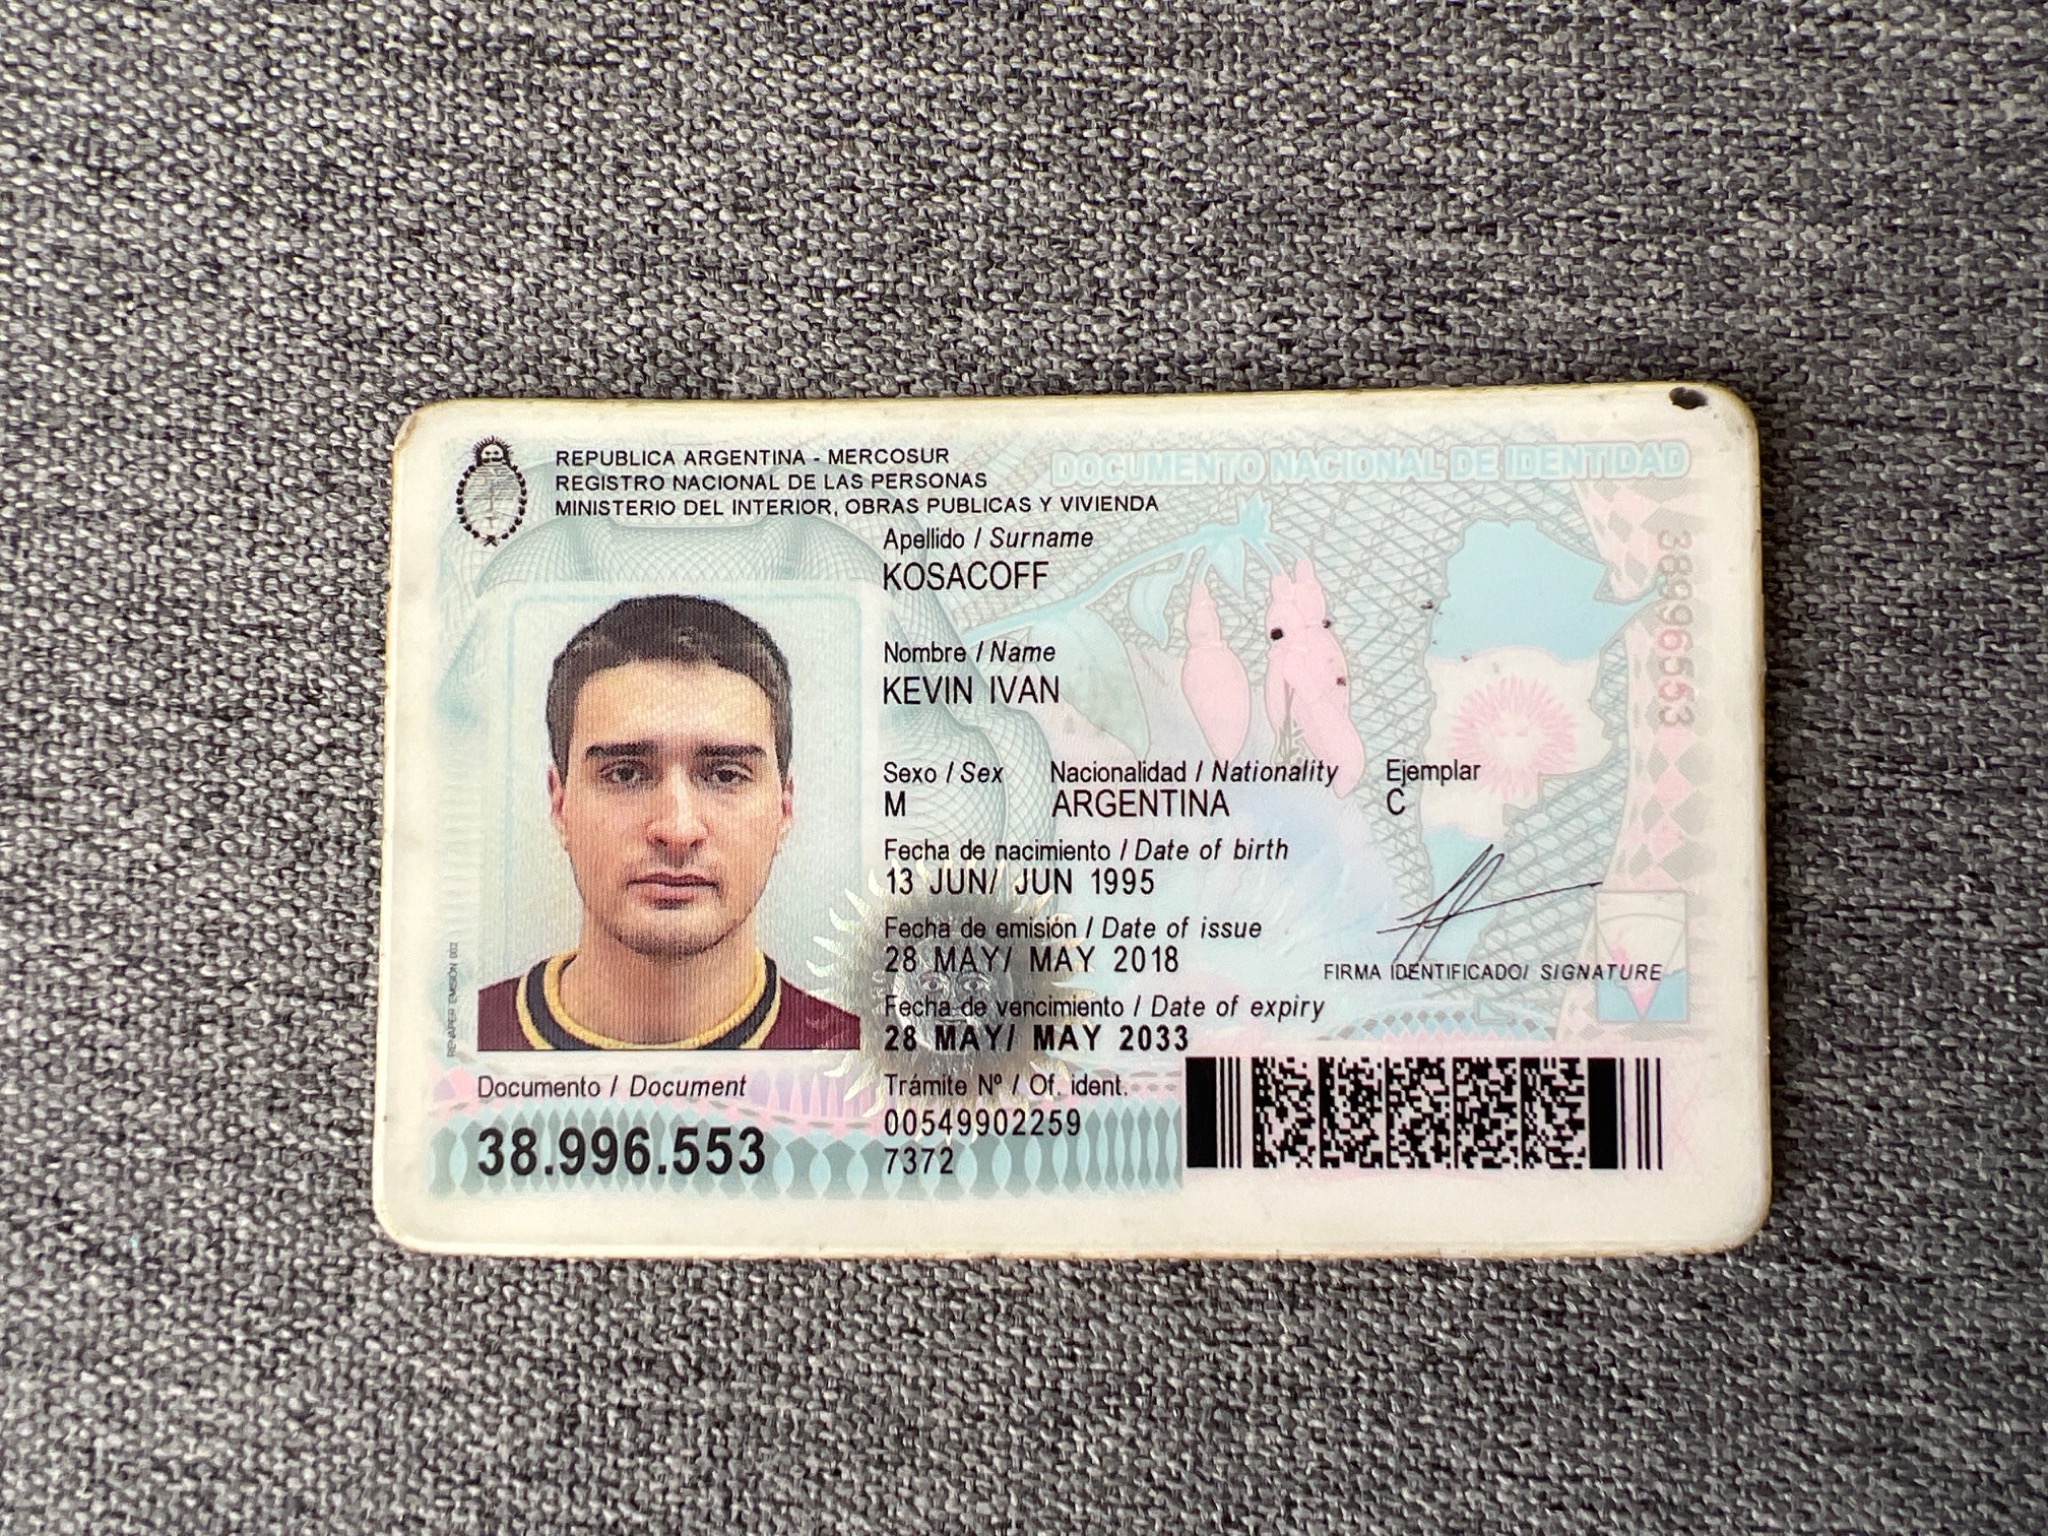 REPUBLICA ARGENTINA - MERCOSUR
REGISTRO NACIONAL DE LAS PERSONAS
MINISTERIO DEL INTERIOR, OBRAS PUBLICAS Y VIVIENDA
DOCUMENTO NACIONAL DE IDENTIDAD
Apellido / Surname
KOSACOFF
Nombre / Name
KEVIN IVAN
Sexo / Sex Nacionalidad / Nationality Ejemplar
M ARGENTINA C
Fecha de nacimiento / Date of birth
13 JUN/ JUN 1995
Fecha de emisión / Date of issue
28 MAY/ MAY 2018
FIRMA IDENTIFICADO/ SIGNATURE
Fecha de vencimiento / Date of expiry
28 MAY/ MAY 2033
Documento / Document
38.996.553
Trámite Nº / Of. ident.
00549902259
7372
38996553
RENAPER EMISIÓN 002